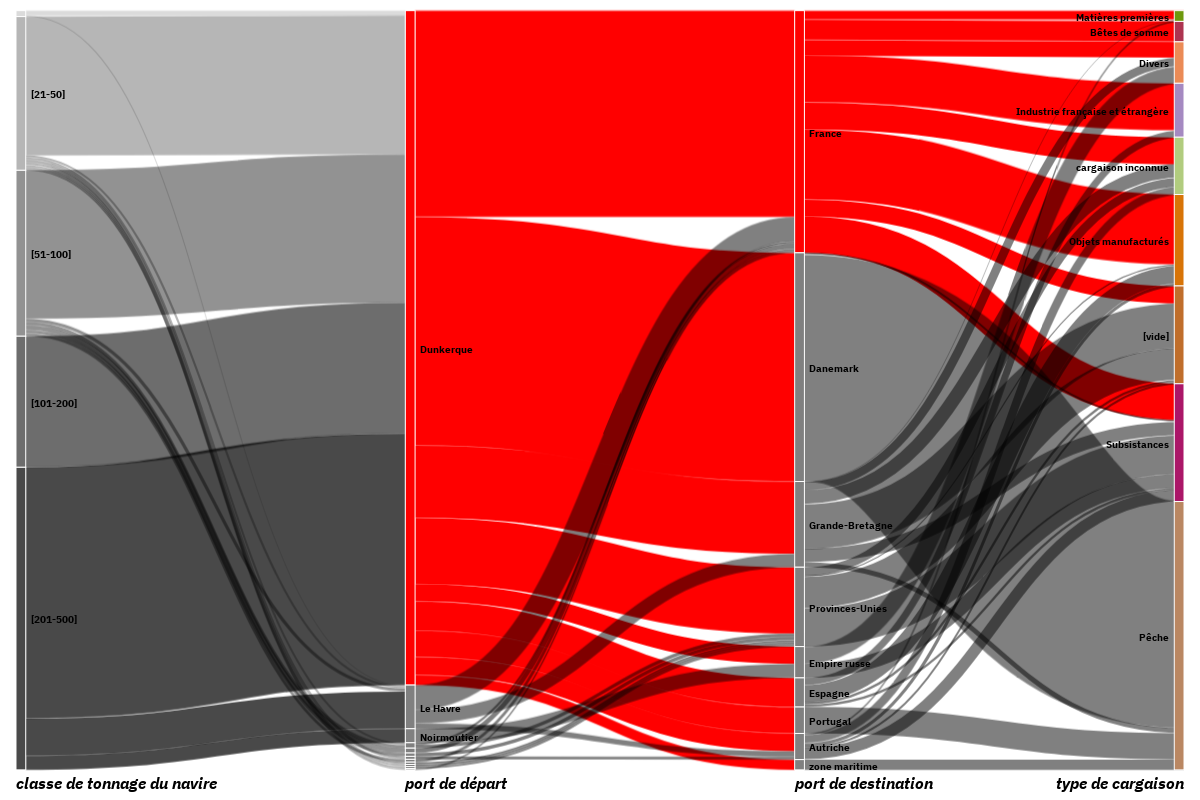 [21-50]
[51-100]
[101-200]
[201-500]
Dunkerque
Le Havre
Noirmoutier
France
Danemark
Grande-Bretagne
Provinces-Unies
Empire russe
Espagne
Portugal
Autriche
zone maritime
Matières premières
Bêtes de somme
Divers
Industrie française et étrangère
cargaison inconnue
Objets manufacturés
[vide]
Subsistances
Pêche
classe de tonnage du navire
port de départ
port de destination
type de cargaison